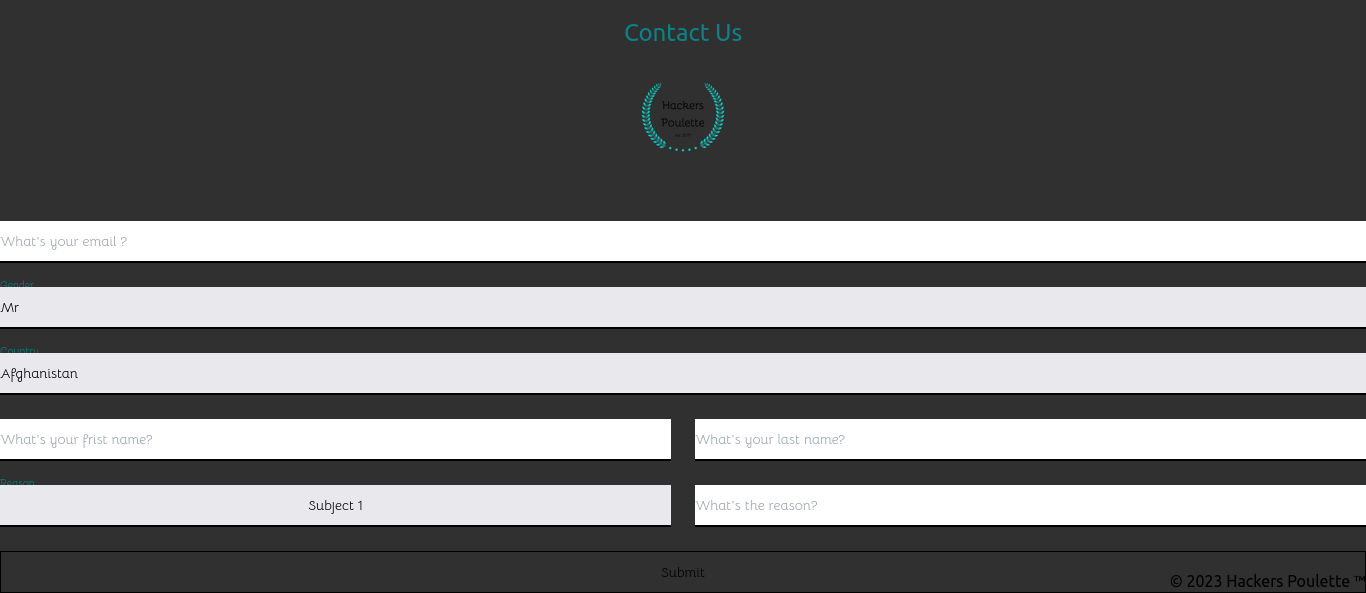 Contact Us
Hackers
Poulette
What's your email ?
Gender
Mr
Country
Afghanistan
What's your frist name?
What's your last name?
Reason
Subject 1
What's the reason?
Submit
© 2023 Hackers Poulette ™